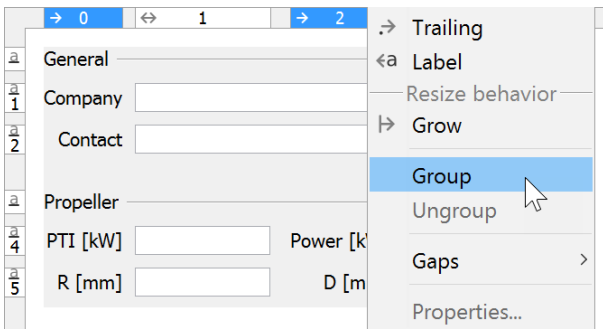 0 1 2
Trailing
General
a Label
Company
Resize behavior
1
Grow
Contact
2
Group
Propeller
Ungroup
4 PTI [kW] Power
Gaps
5 R [mm] D
Properties...